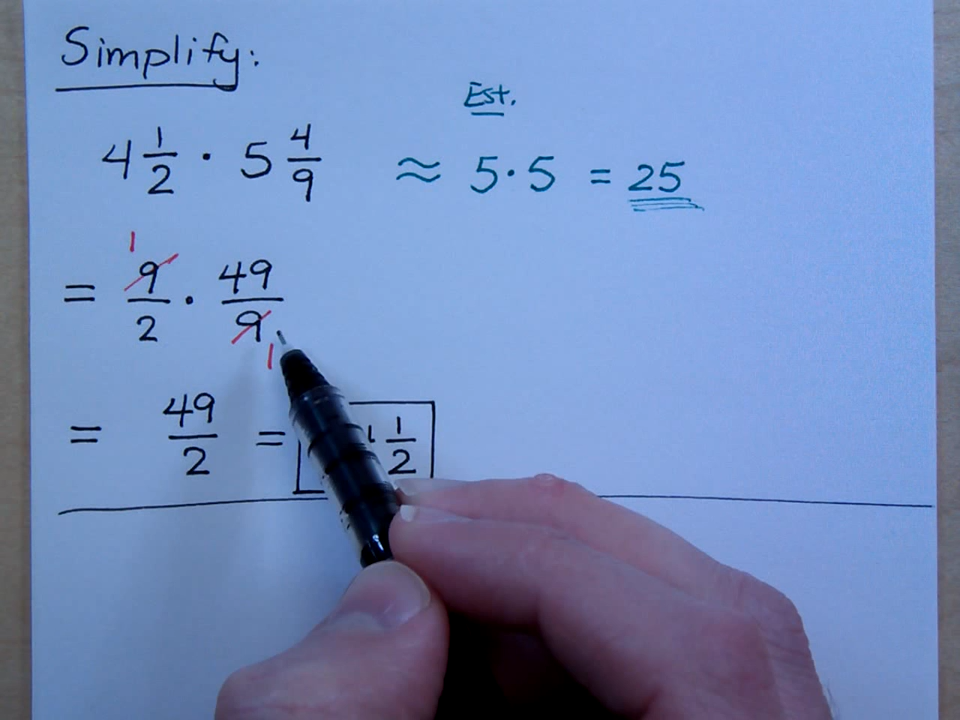 Simplify:
Est.
4 1/2 · 5 4/9 ≈ 5·5 = 25
= 9/2 · 49/9
1 1
= 49/2 = 1/2